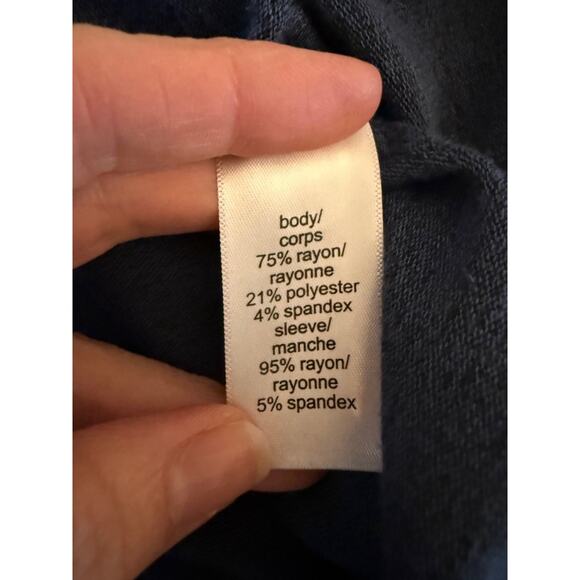 body/
corps
75% rayon/
rayonne
21% polyester
4% spandex
sleeve/
manche
95% rayon/
rayonne
5% spandex